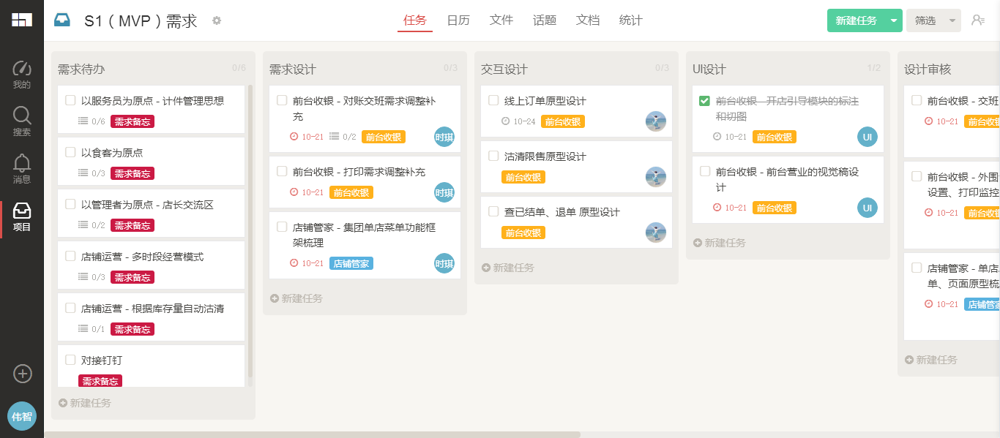 S1（MVP）需求
任务
日历
文件
话题
文档
统计
新建任务
筛选
我的
搜索
消息
项目
伟智
需求待办
0/6
以服务员为原点 - 计件管理思想
0/6 需求备忘
以食客为原点
0/3 需求备忘
以管理者为原点 - 店长交流区
0/2 需求备忘
店铺运营 - 多时段经营模式
0/3 需求备忘
店铺运营 - 根据库存量自动沽清
0/1 需求备忘
对接钉钉
需求备忘
新建任务
需求设计
0/3
前台收银 - 对账交班需求调整补
充
10-21 0/2 前台收银 时琪
前台收银 - 打印需求调整补充
10-21 前台收银 时琪
店铺管家 - 集团单店菜单功能框
架梳理
10-21 店铺管家 时琪
新建任务
交互设计
0/3
线上订单原型设计
10-24 前台收银
沽清限售原型设计
前台收银
查已结单、退单 原型设计
前台收银
新建任务
UI设计
1/2
前台收银 - 开店引导模块的标注
和切图
10-21 前台收银 UI
前台收银 - 前台营业的视觉稿设
计
10-21 前台收银 UI
新建任务
设计审核
前台收银 - 交班
10-21 前台收
前台收银 - 外围
设置、打印监控
10-21 前台收
店铺管家 - 单店
单、页面原型梳
10-21 店铺管
新建任务